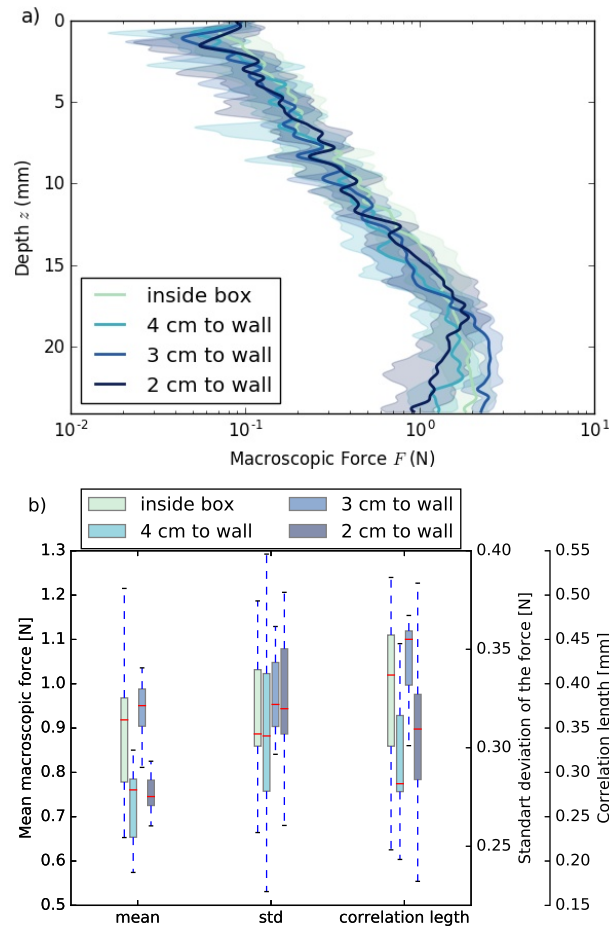 a)
0
5
10
15
20
Depth z (mm)
inside box
4 cm to wall
3 cm to wall
2 cm to wall
10⁻² 10⁻¹ 10⁰ 10¹
Macroscopic Force F (N)
b)
inside box 3 cm to wall
4 cm to wall 2 cm to wall
1.3
1.2
1.1
1.0
0.9
0.8
0.7
0.6
0.5
Mean macroscopic force [N]
0.40
0.35
0.30
0.25
Standart deviation of the force [N]
0.55
0.50
0.45
0.40
0.35
0.30
0.25
0.20
0.15
Correlation length [mm]
mean std correlation legth